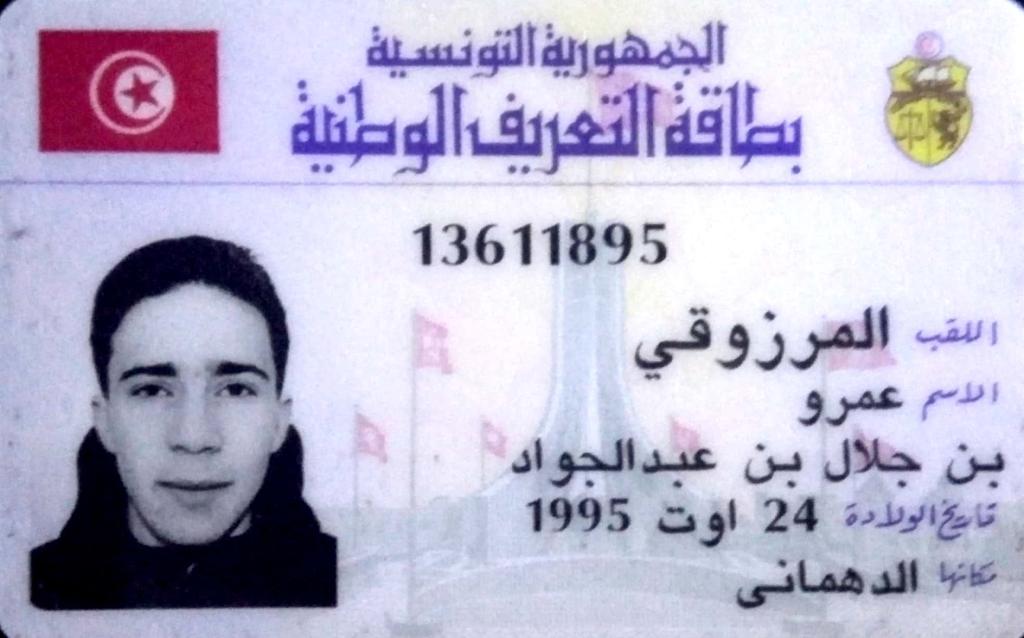 الجمهورية التونسية
بطاقة التعريف الوطنية
13611895
اللقب المرزوقي
الاسم عمرو
بن جلال بن عبدالجواد
تاريخ الولادة 24 اوت 1995
مكانها الدهماني